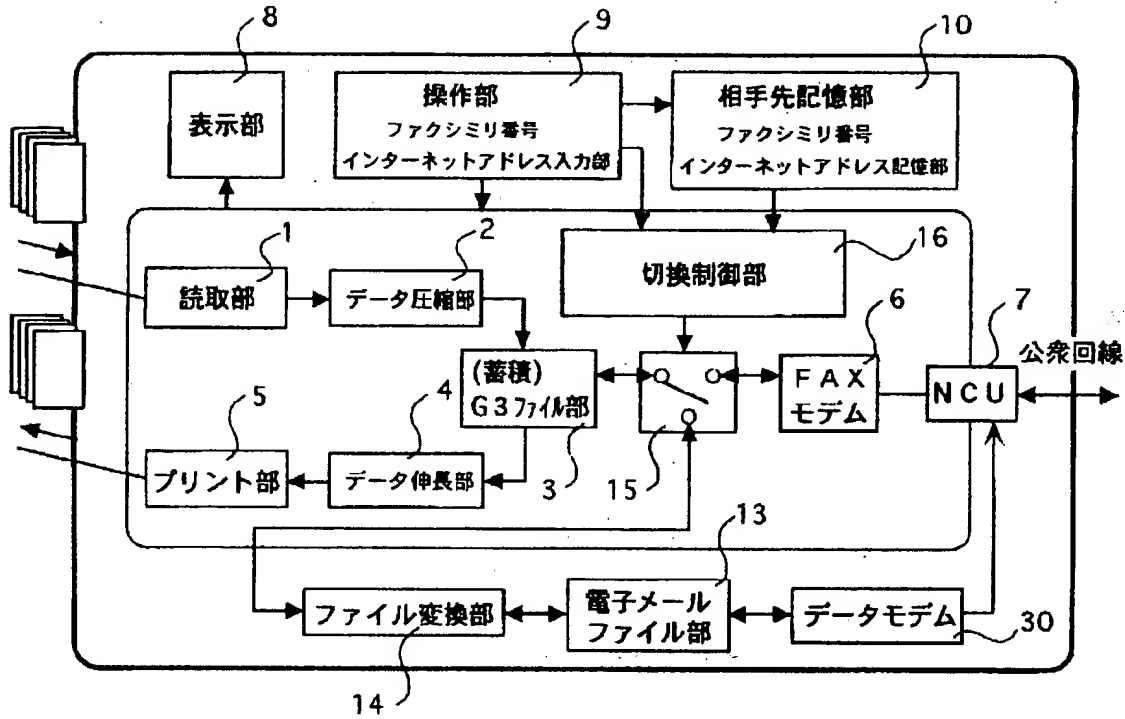 8
9
10
表示部
操作部
ファクシミリ番号
インターネットアドレス入力部
相手先記憶部
ファクシミリ番号
インターネットアドレス記憶部
1
2
16
読取部
データ圧縮部
切換制御部
6
7
公衆回線
(蓄積)
G3ファイル部
FAX
モデム
NCU
5
4
プリント部
データ伸長部
3
15
13
ファイル変換部
電子メール
ファイル部
データモデム
30
14